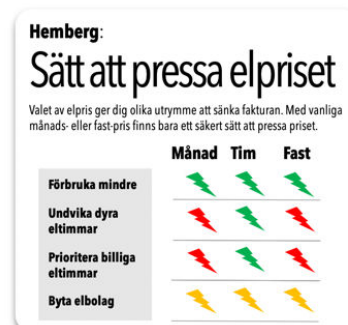 Hemberg:
Sätt att pressa elpriset
Valet av elpris ger dig olika utrymme att sänka fakturan. Med vanliga
månads- eller fast-pris finns bara ett säkert sätt att pressa priset.
Månad Tim Fast
Förbruka mindre
Undvika dyra
eltimmar
Prioritera billiga
eltimmar
Byta elbolag